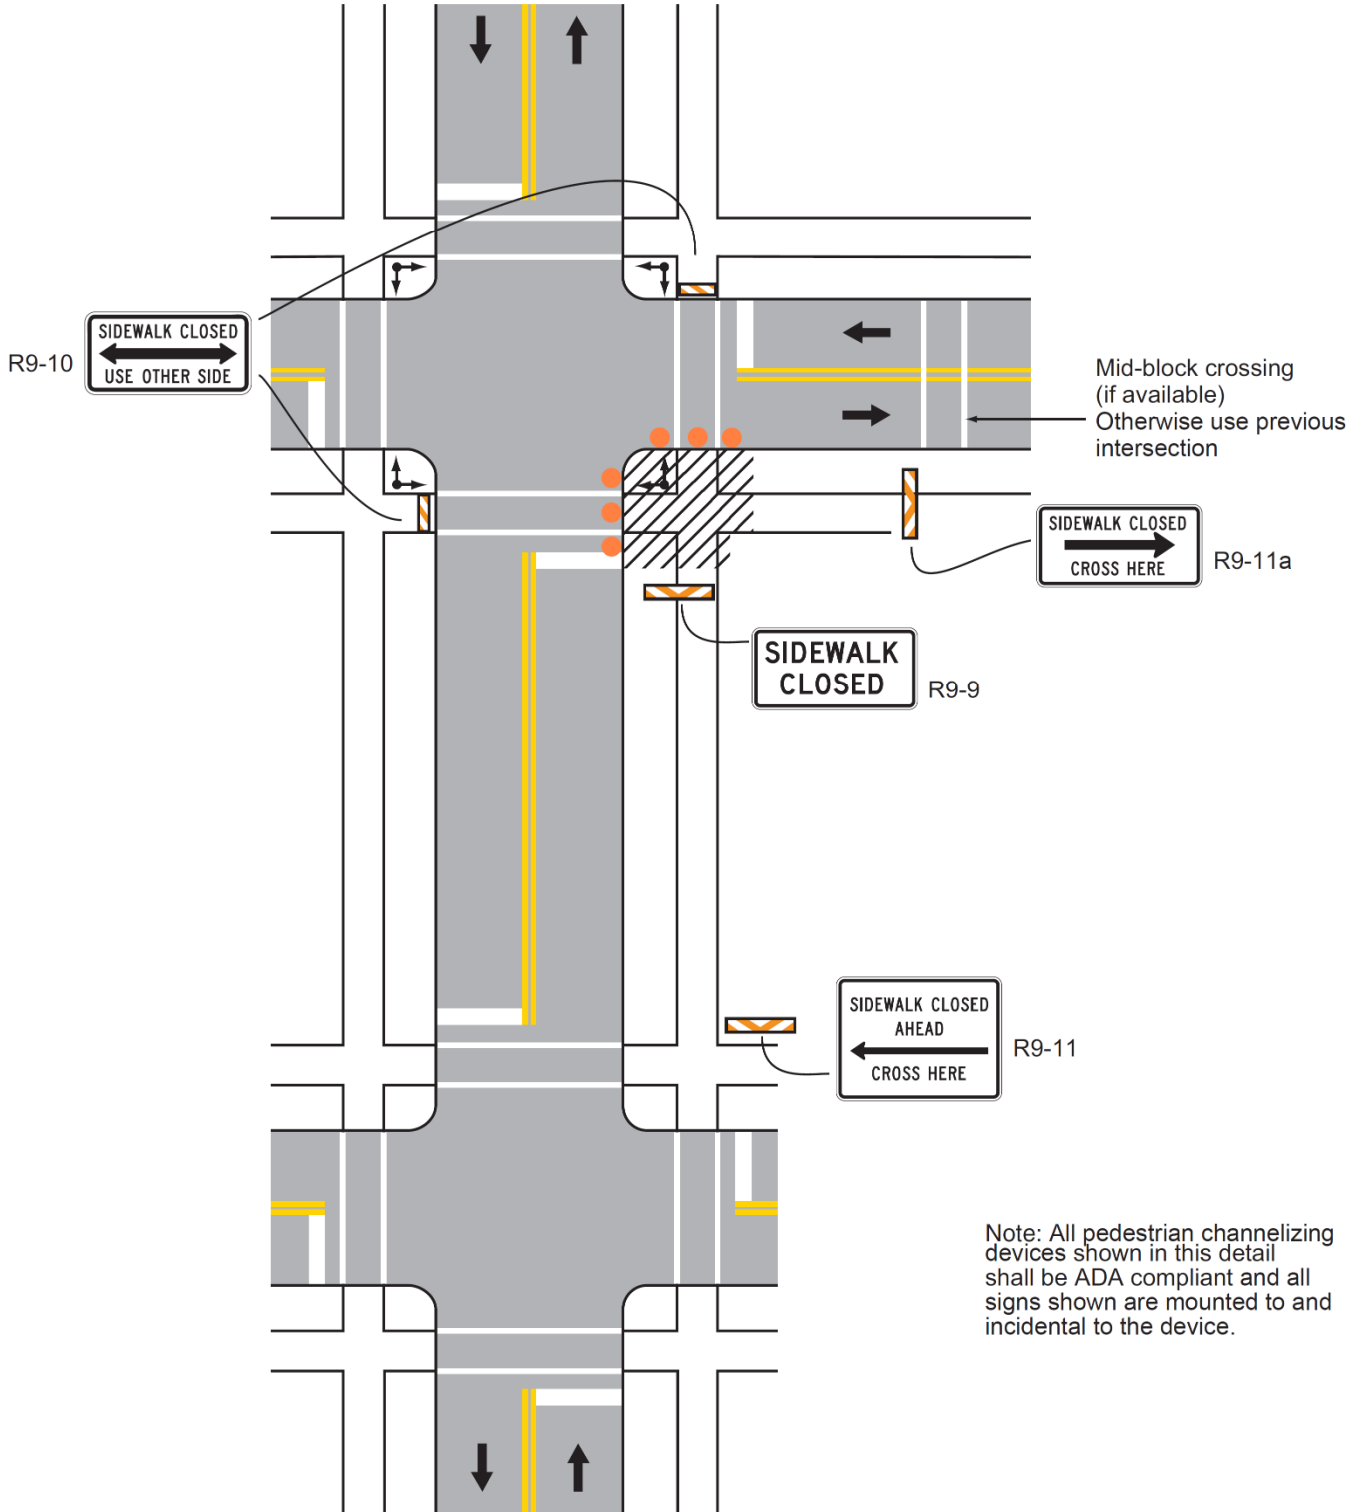 R9-10
SIDEWALK CLOSED
USE OTHER SIDE
Mid-block crossing
(if available)
Otherwise use previous
intersection
SIDEWALK CLOSED
CROSS HERE
R9-11a
SIDEWALK
CLOSED
R9-9
SIDEWALK CLOSED
AHEAD
CROSS HERE
R9-11
Note: All pedestrian channelizing
devices shown in this detail
shall be ADA compliant and all
signs shown are mounted to and
incidental to the device.